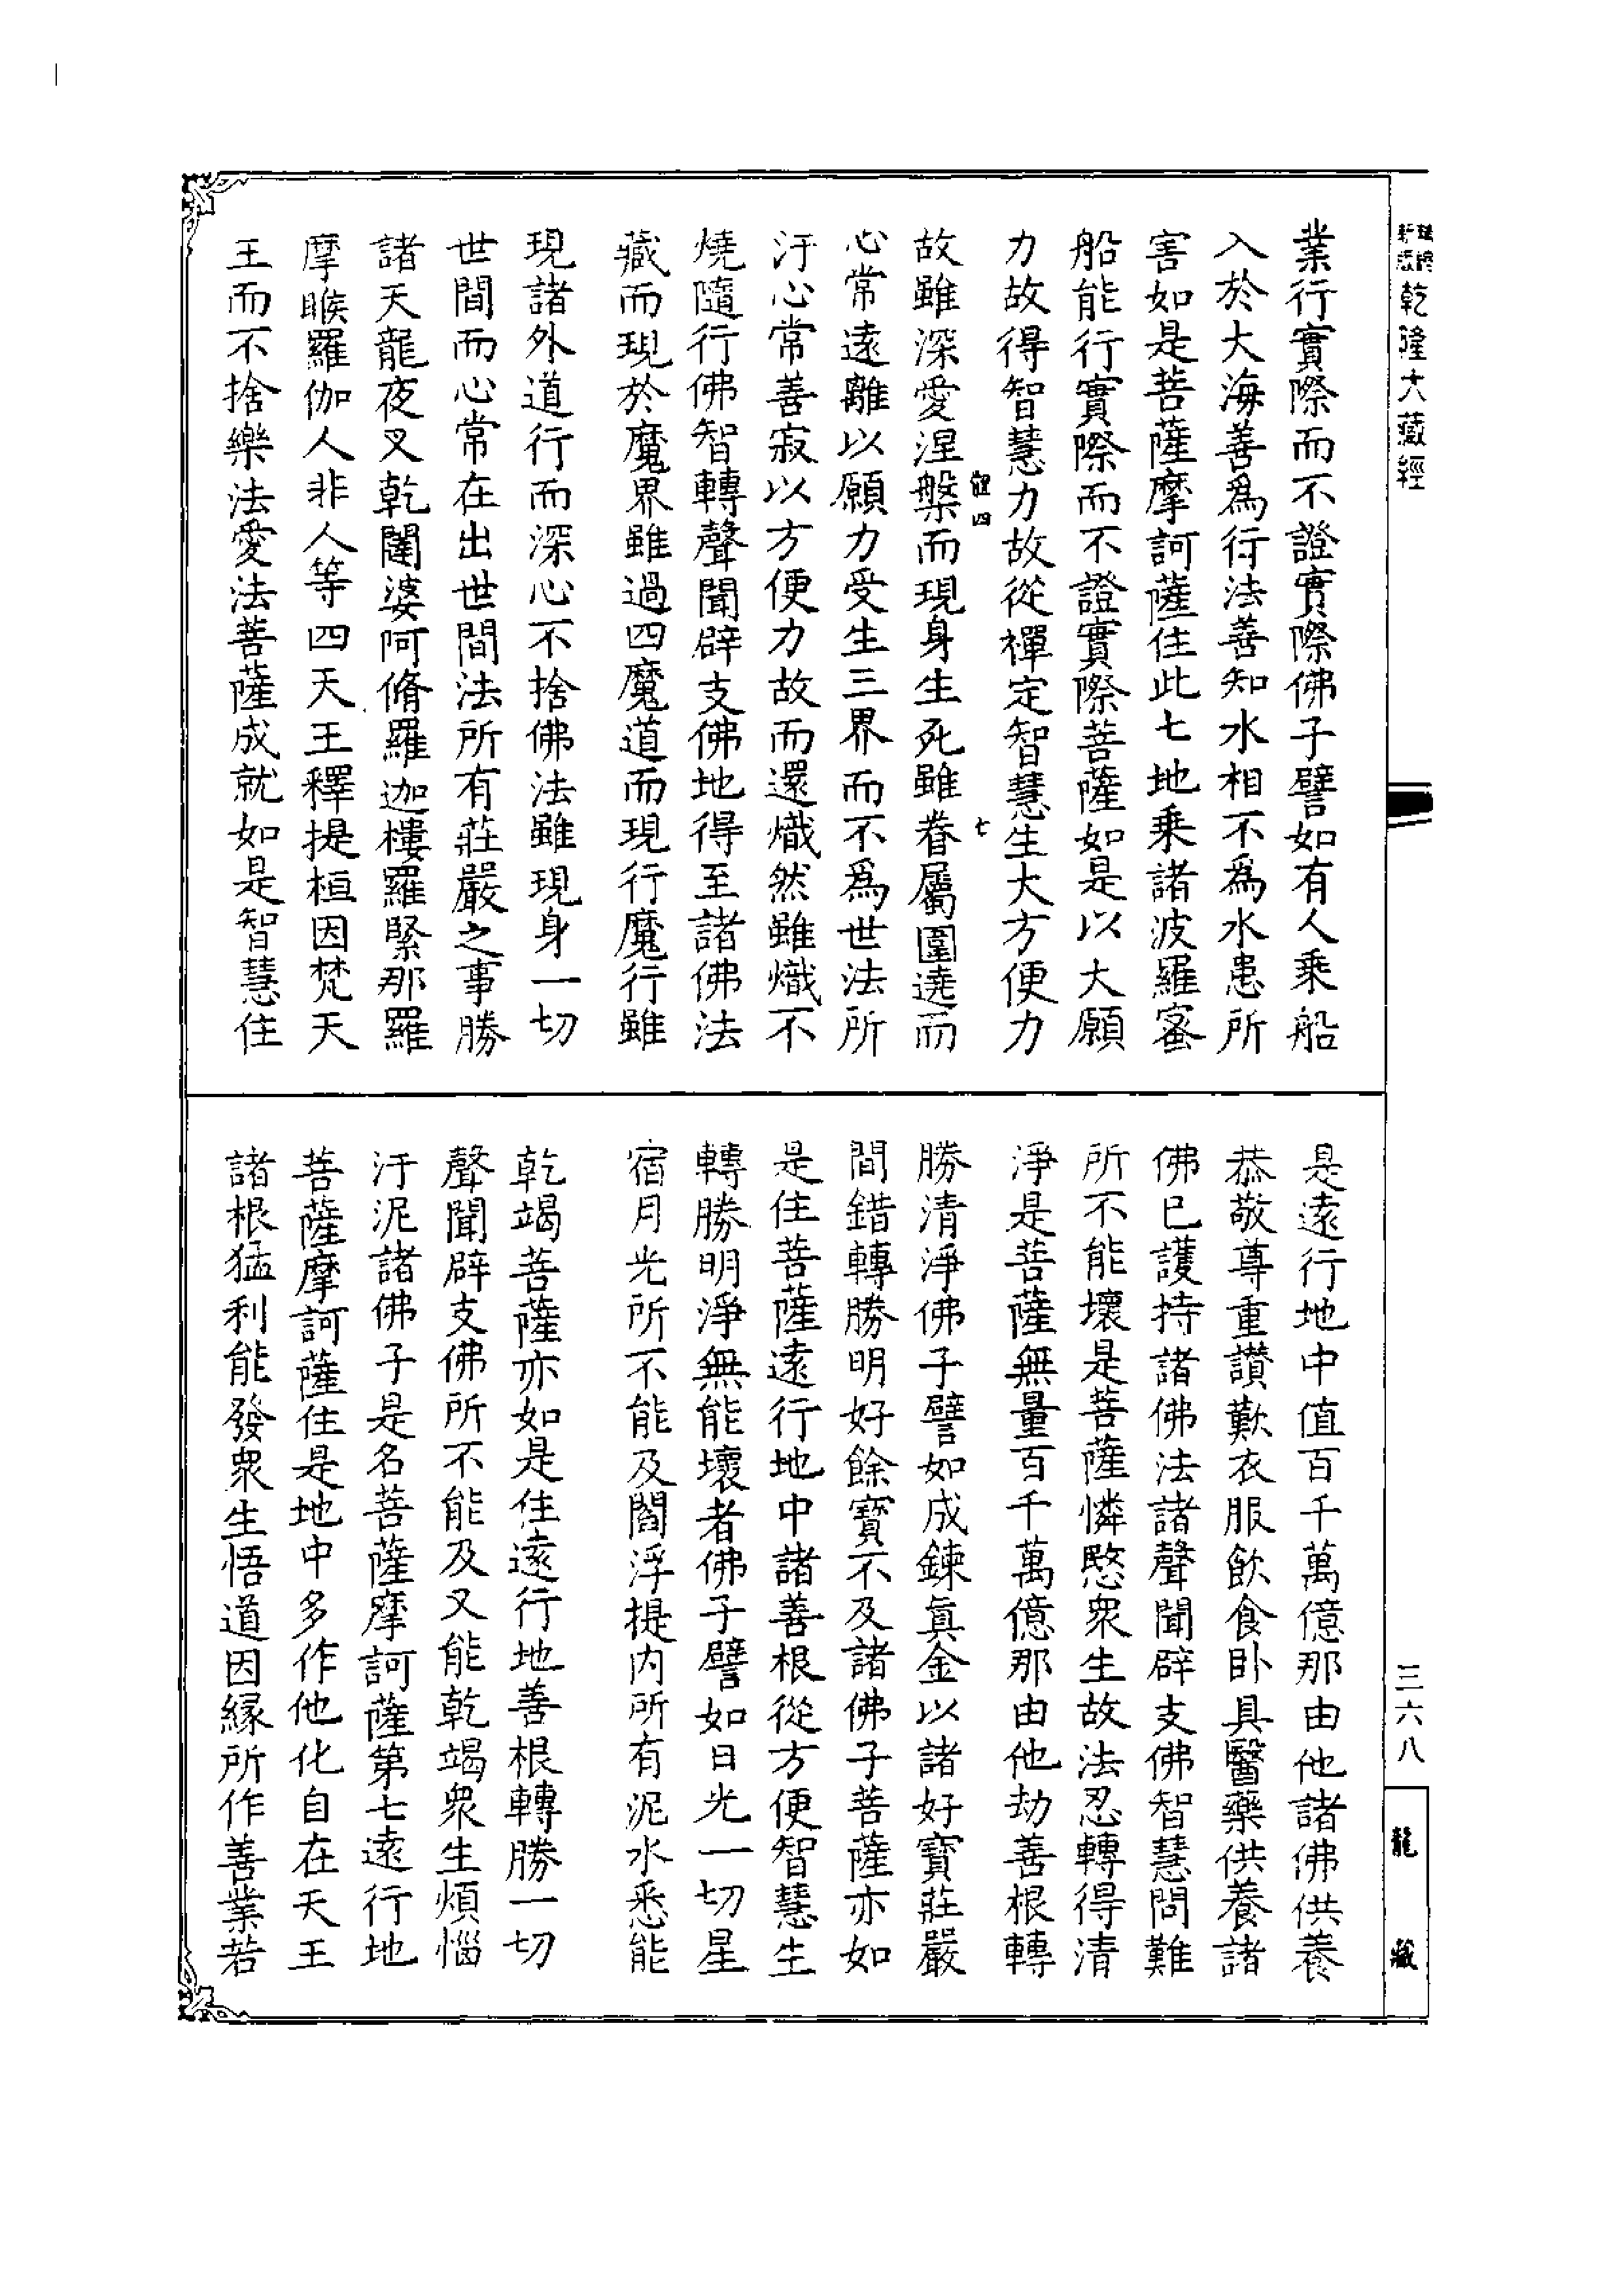 乾隆大藏經
業行實際而不證實際佛子譬如有人乘船
入於大海善爲行法善知水相不爲水患所
害如是菩薩摩訶薩住此七地乘諸波羅蜜
船能行實際而不證實際菩薩如是以大願
力故得智慧力故從禪定智慧生大方便力
故雖深愛涅槃而現身生死雖眷屬圍遶而
心常遠離以願力受生三界而不爲世法所
汙心常善寂以方便力故而還熾然雖熾不
燒隨行佛智轉聲聞辟支佛地得至諸佛法
藏而現於魔界雖過四魔道而現行魔行雖
現諸外道行而深心不捨佛法雖現身一切
世間而心常在出世間法所有莊嚴之事勝
諸天龍夜叉乾闥婆阿脩羅迦樓羅緊那羅
摩睺羅伽人非人等四天王釋提桓因梵天
王而不捨樂法愛法菩薩成就如是智慧住
四
七
是遠行地中值百千萬億那由他諸佛供養
恭敬尊重讚歎衣服飲食卧具醫藥供養諸
佛已護持諸佛法諸聲聞辟支佛智慧問難
所不能壞是菩薩憐愍衆生故法忍轉得清
淨是菩薩無量百千萬億那由他劫善根轉
勝清淨佛子譬如成鍊眞金以諸好寶莊嚴
間錯轉勝明好餘寶不及諸佛子菩薩亦如
是住菩薩遠行地中諸善根從方便智慧生
轉勝明淨無能壞者佛子譬如日光一切星
宿月光所不能及閻浮提内所有泥水悉能
乾竭菩薩亦如是住遠行地善根轉勝一切
聲聞辟支佛所不能及又能乾竭衆生煩惱
汙泥諸佛子是名菩薩摩訶薩第七遠行地
菩薩摩訶薩住是地中多作他化自在天王
諸根猛利能發衆生悟道因縁所作善業若
三六八
龍藏